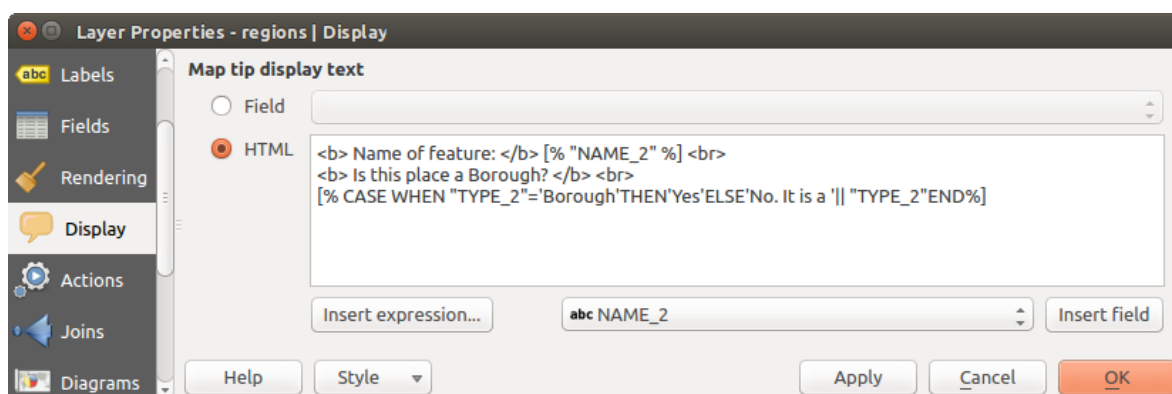 Layer Properties - regions | Display
abc Labels
Fields
Rendering
Display
Actions
Joins
Diagrams
Map tip display text
Field
HTML
<b> Name of feature: </b> [% "NAME_2" %] <br>
<b> Is this place a Borough? </b> <br>
[% CASE WHEN "TYPE_2"='Borough'THEN'Yes'ELSE'No. It is a '|| "TYPE_2"END%]
Insert expression... abc NAME_2 Insert field
Help Style Apply Cancel OK